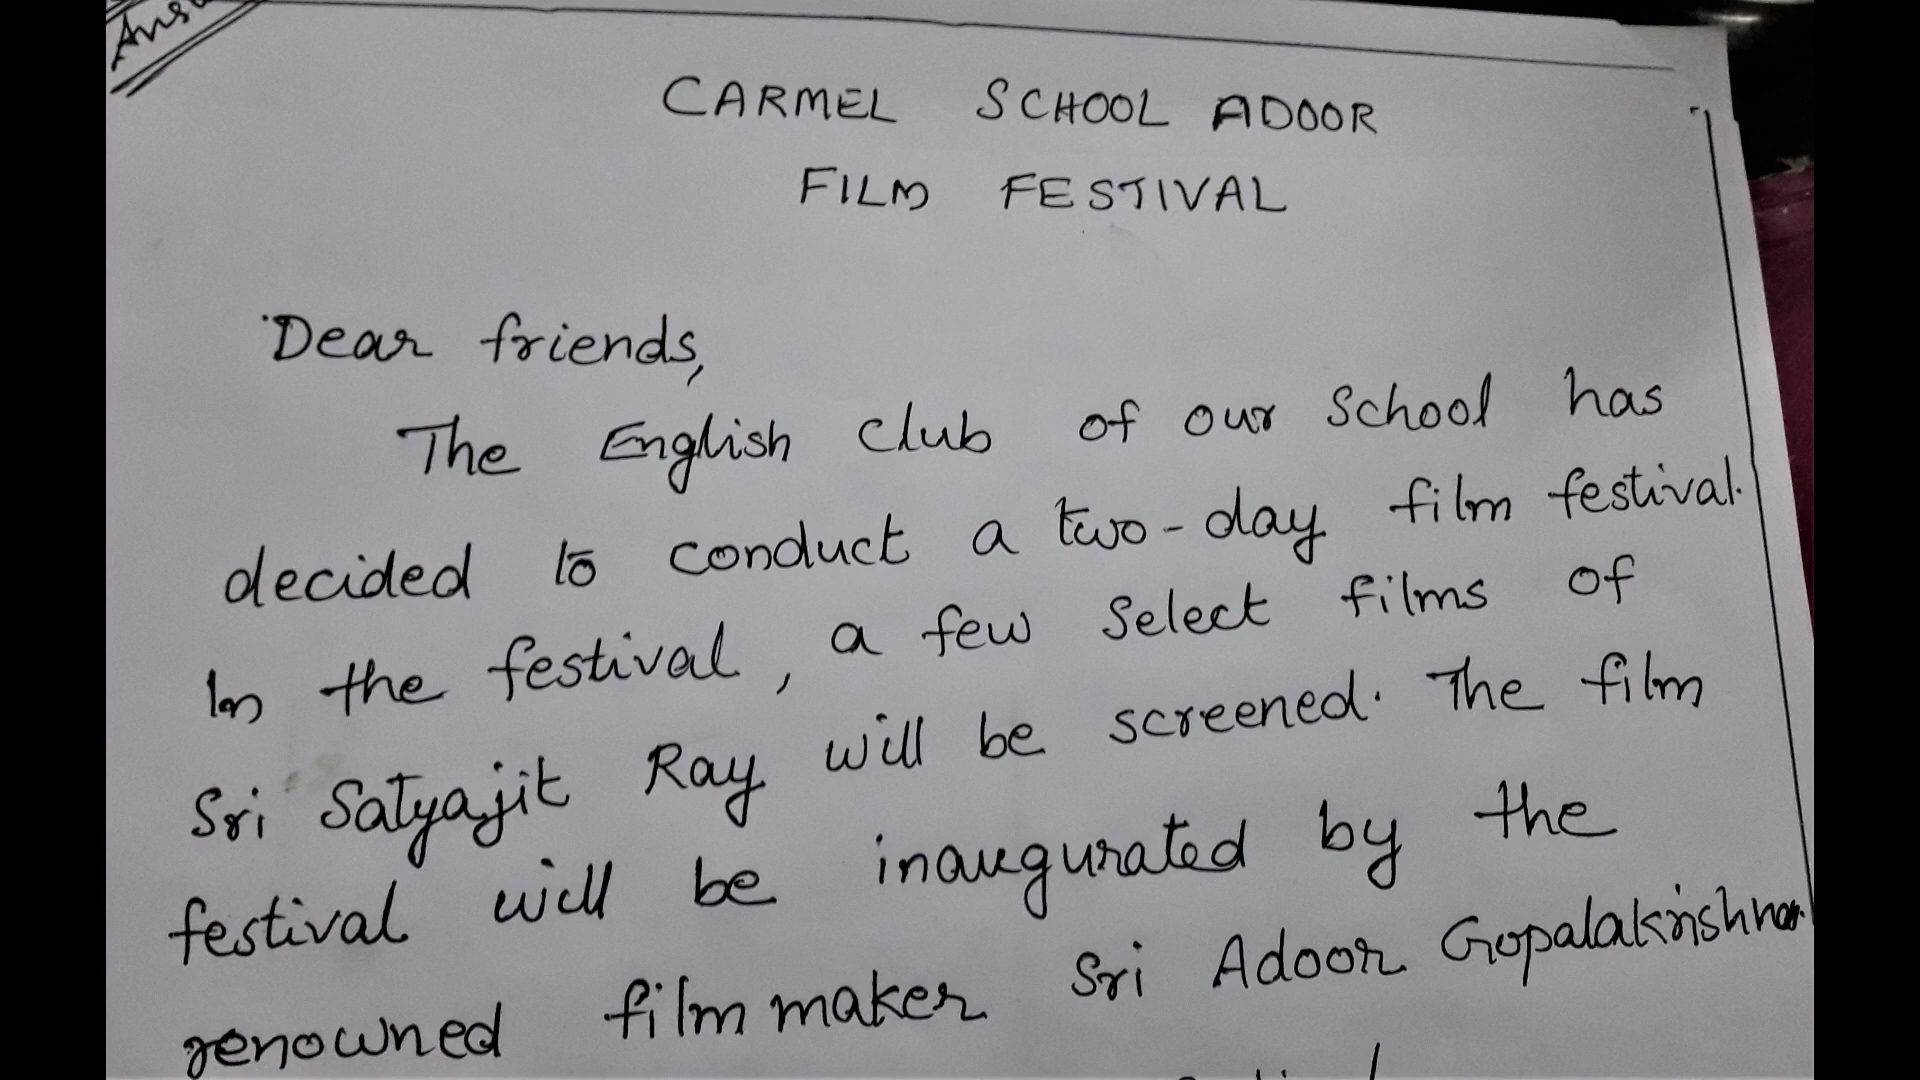 Ans
CARMEL SCHOOL ADOOR
FILM FESTIVAL
Dear friends,
The English club of our School has
decided to conduct a two-day film festival.
In the festival, a few select films of
Sri Satyajit Ray will be screened. The film
festival will be inaugurated by the
renowned film maker Sri Adoor Gopalakrishnan.